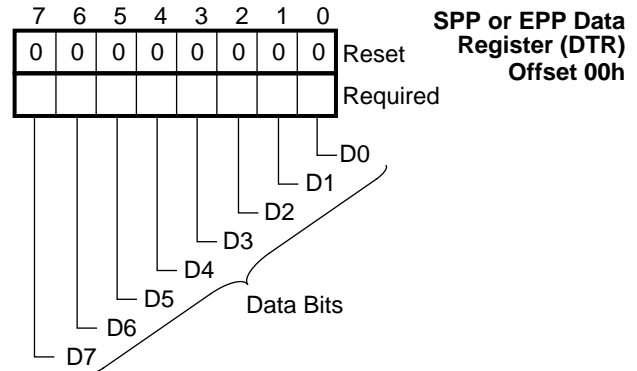 7 6 5 4 3 2 1 0
SPP or EPP Data
Register (DTR)
Offset 00h
0 0 0 0 0 0 0 0 Reset
Required
D0
D1
D2
D3
D4
D5
D6
D7
Data Bits